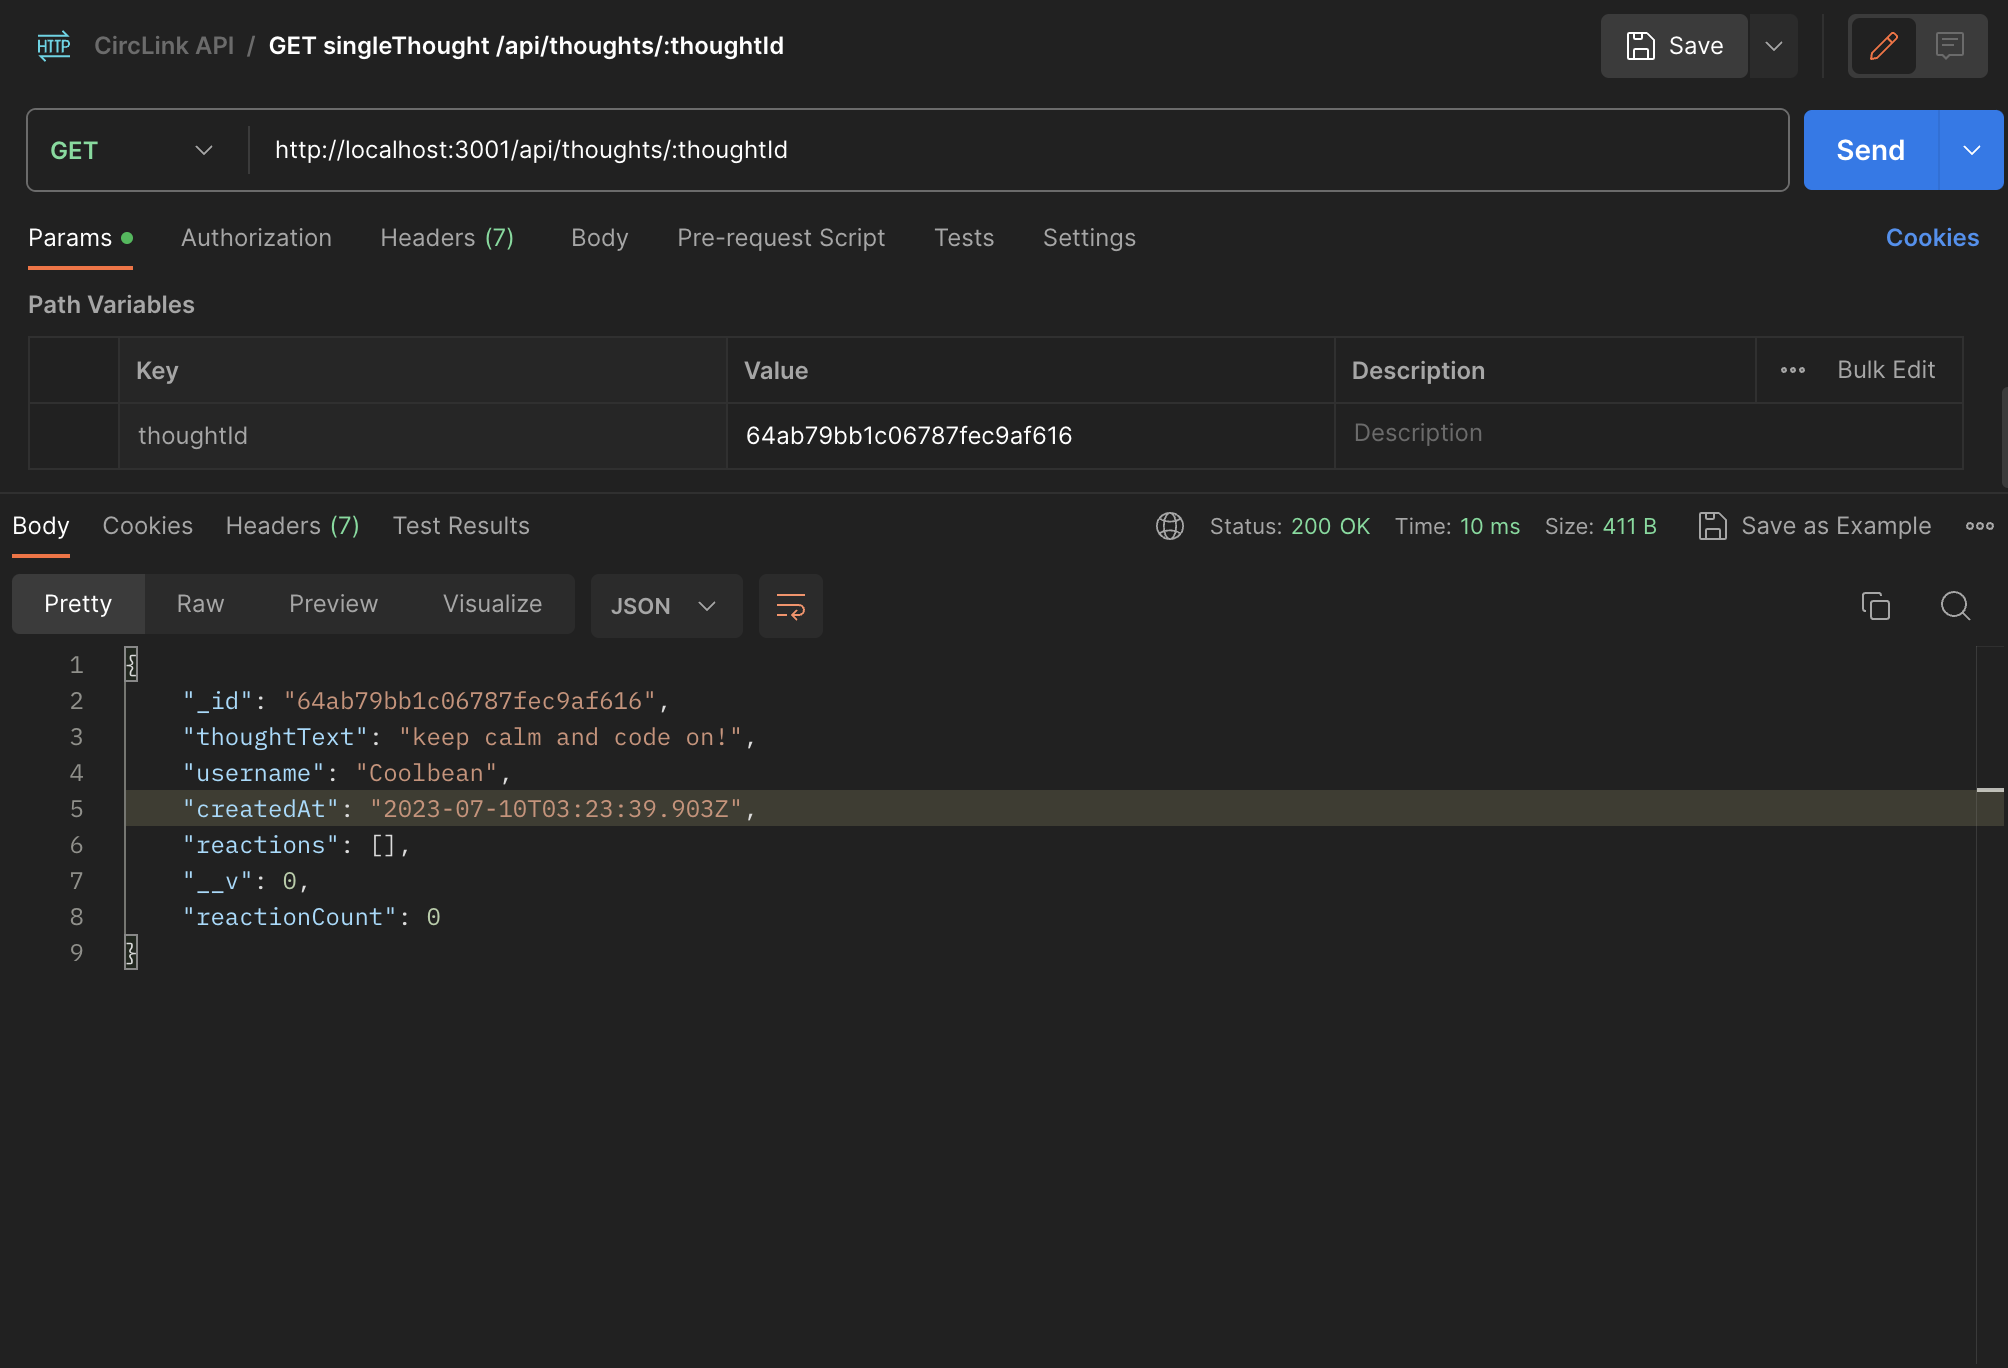 HTTP CircLink API / GET singleThought /api/thoughts/:thoughtId Save
GET http://localhost:3001/api/thoughts/:thoughtId Send
Params Authorization Headers (7) Body Pre-request Script Tests Settings Cookies
Path Variables
Key Value Description Bulk Edit
thoughtId 64ab79bb1c06787fec9af616 Description
Body Cookies Headers (7) Test Results Status: 200 OK Time: 10 ms Size: 411 B Save as Example
Pretty Raw Preview Visualize JSON
1 {
2 "_id": "64ab79bb1c06787fec9af616",
3 "thoughtText": "keep calm and code on!",
4 "username": "Coolbean",
5 "createdAt": "2023-07-10T03:23:39.903Z",
6 "reactions": [],
7 "__v": 0,
8 "reactionCount": 0
9 }